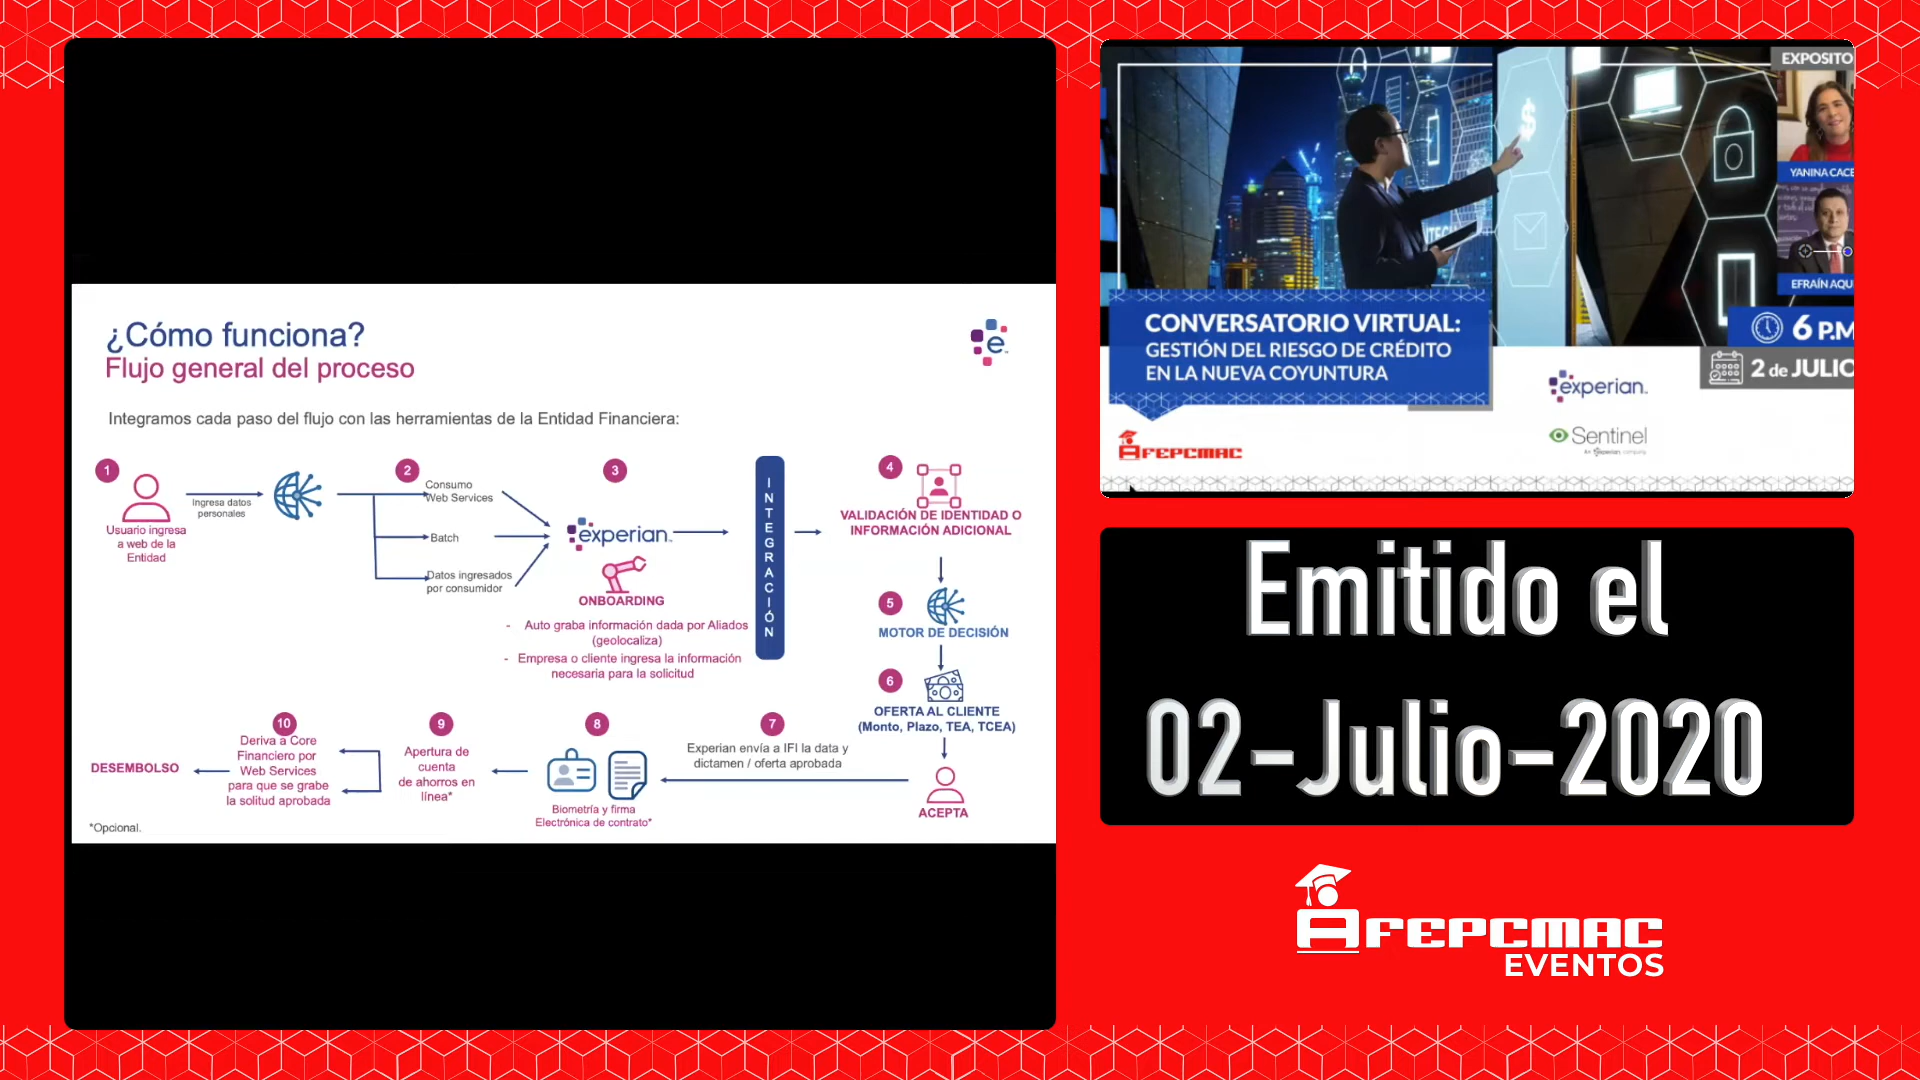 ¿Cómo funciona?
Flujo general del proceso
Integramos cada paso del flujo con las herramientas de la Entidad Financiera:
1
Usuario ingresa
a web de la
Entidad
Ingresa datos
personales
2
Consumo
Web Services
Batch
Datos ingresados
por consumidor
3
experian
ONBOARDING
- Auto graba información dada por Aliados
(geolocaliza)
- Empresa o cliente ingresa la información
necesaria para la solicitud
INTEGRACIÓN
4
VALIDACIÓN DE IDENTIDAD O
INFORMACIÓN ADICIONAL
5
MOTOR DE DECISIÓN
6
OFERTA AL CLIENTE
(Monto, Plazo, TEA, TCEA)
ACEPTA
7
Experian envía a IFI la data y
dictamen / oferta aprobada
8
Biometría y firma
Electrónica de contrato*
9
Apertura de
cuenta
de ahorros en
línea*
10
Deriva a Core
Financiero por
Web Services
para que se grabe
la solitud aprobada
DESEMBOLSO
*Opcional.
EXPOSITO
YANINA CACE
EFRAÍN AQU
6 P.M
2 de JULIO
CONVERSATORIO VIRTUAL:
GESTIÓN DEL RIESGO DE CRÉDITO
EN LA NUEVA COYUNTURA
experian
Sentinel
An experian company
AFEPCMAC
Emitido el
02-Julio-2020
AFEPCMAC
EVENTOS